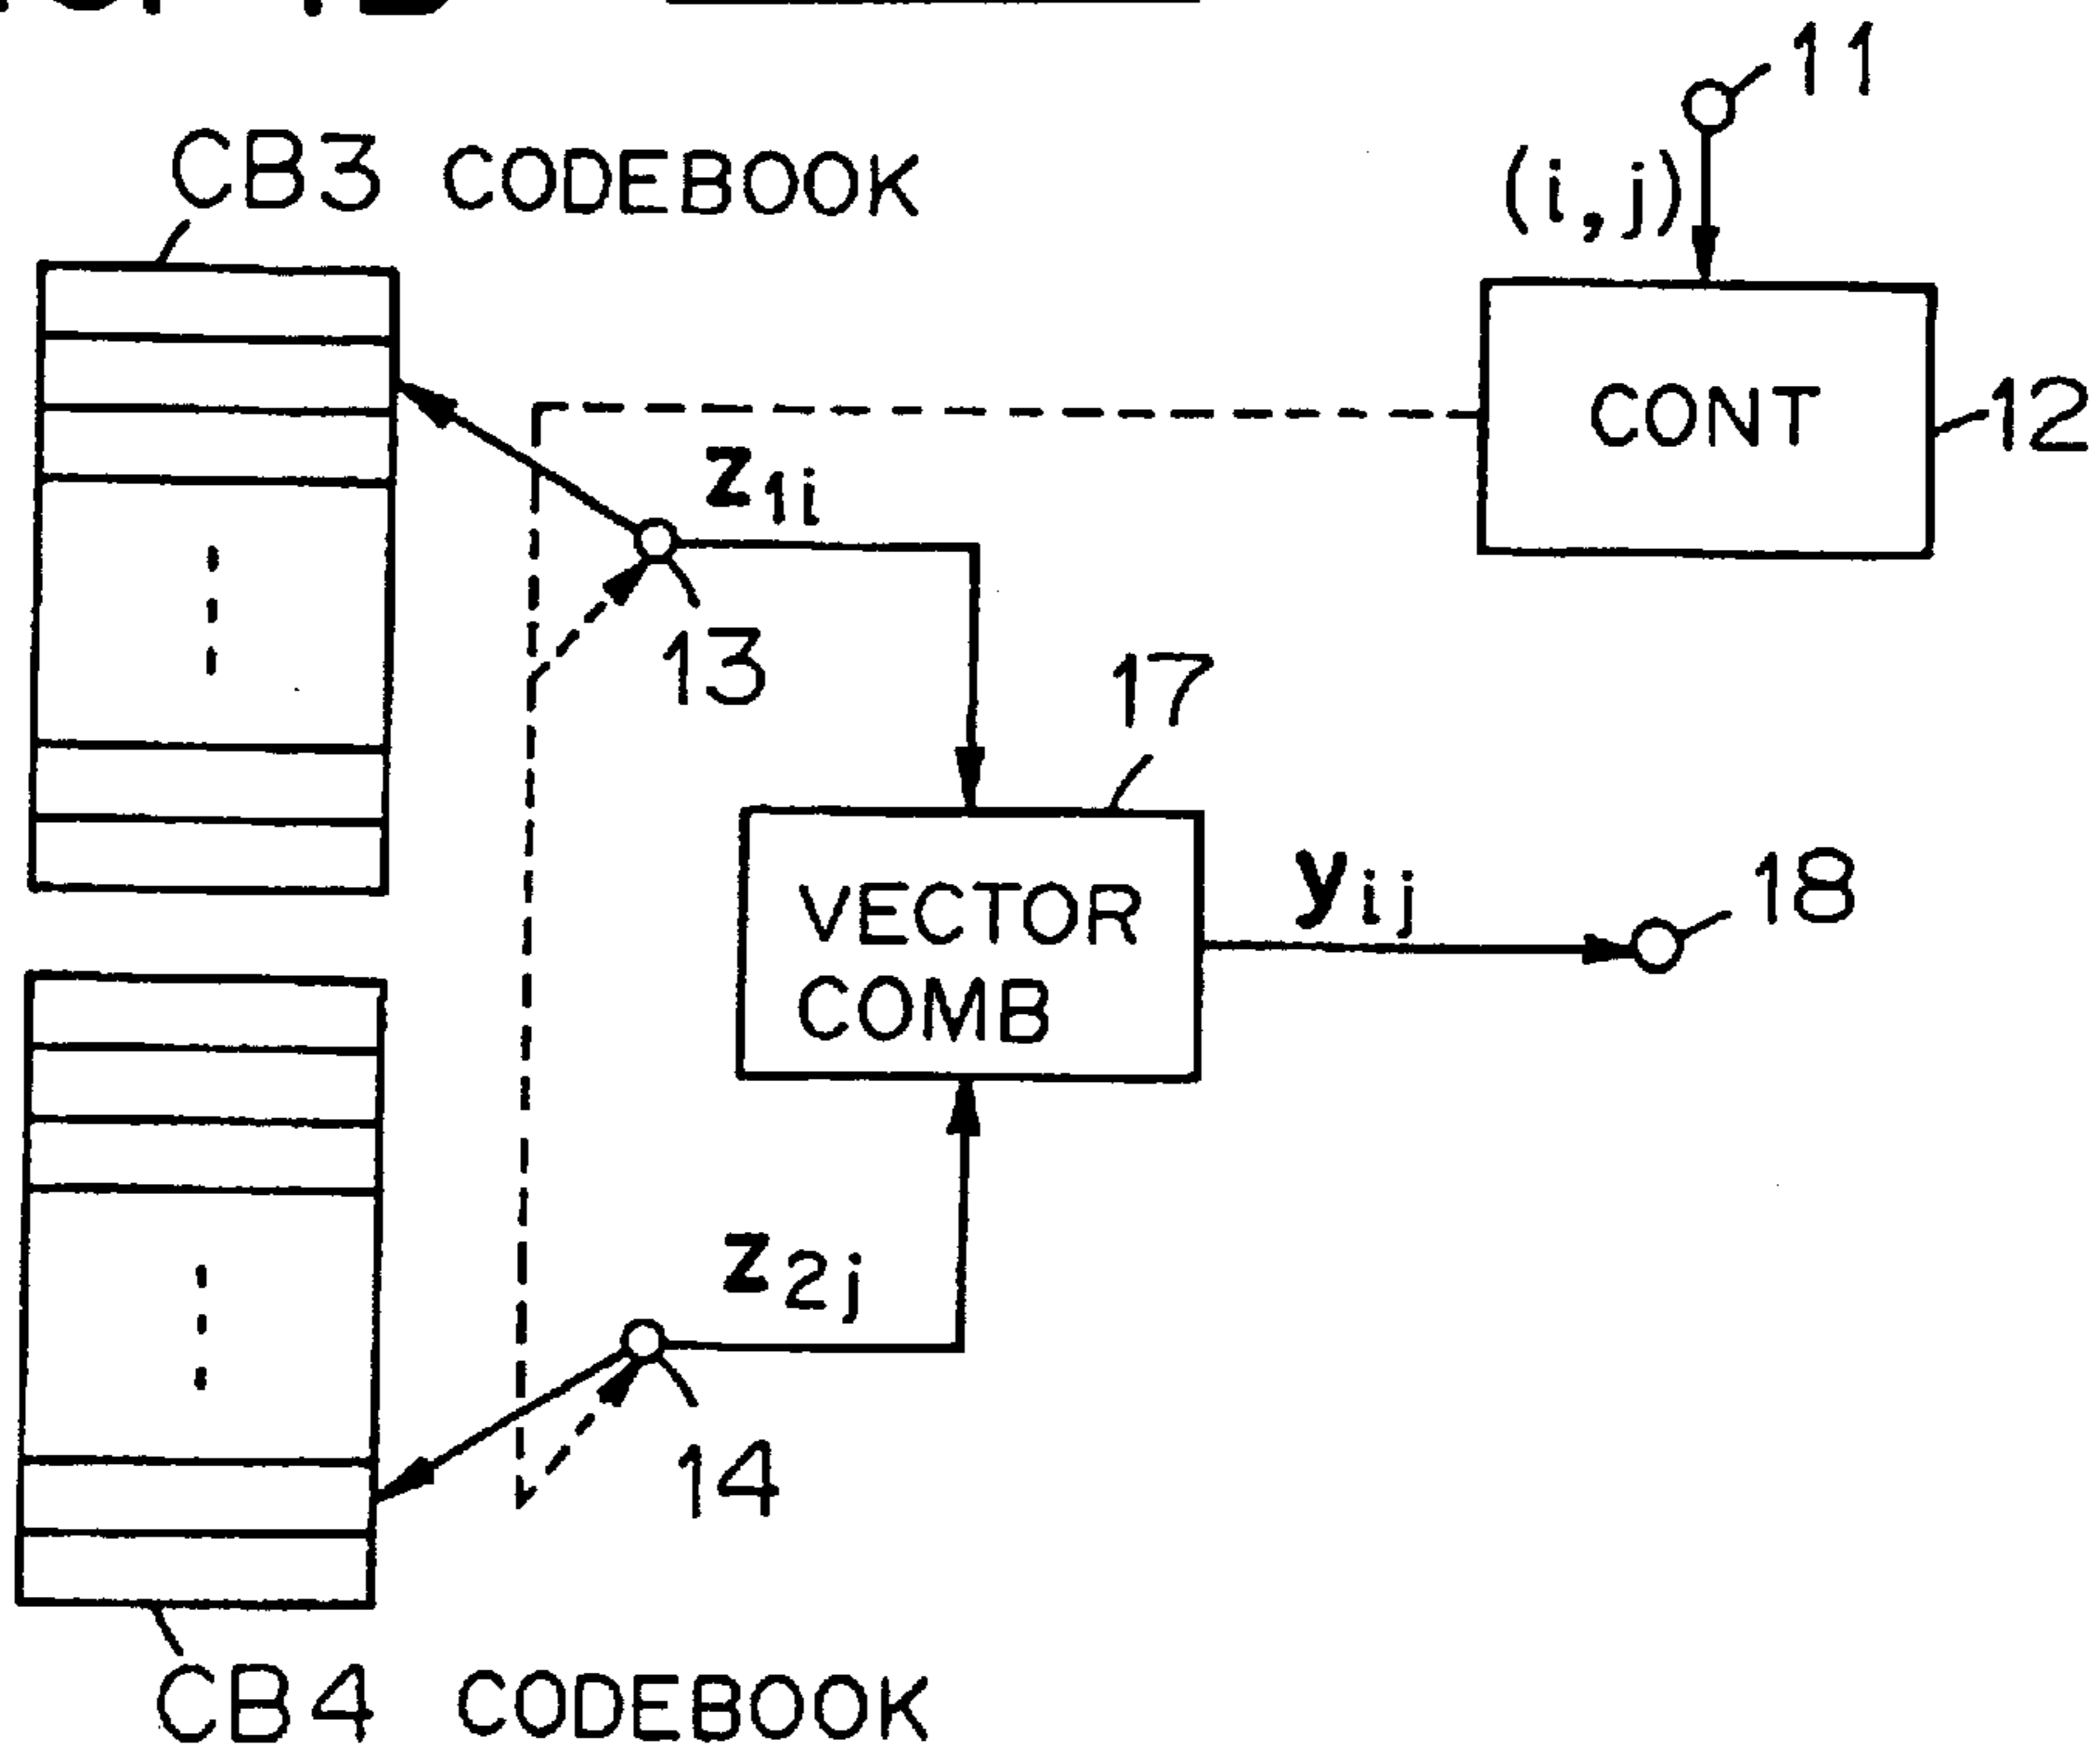 11
CB3 CODEBOOK
(i,j)
CONT
12
z1i
13
17
VECTOR
COMB
yij
18
z2j
14
CB4 CODEBOOK